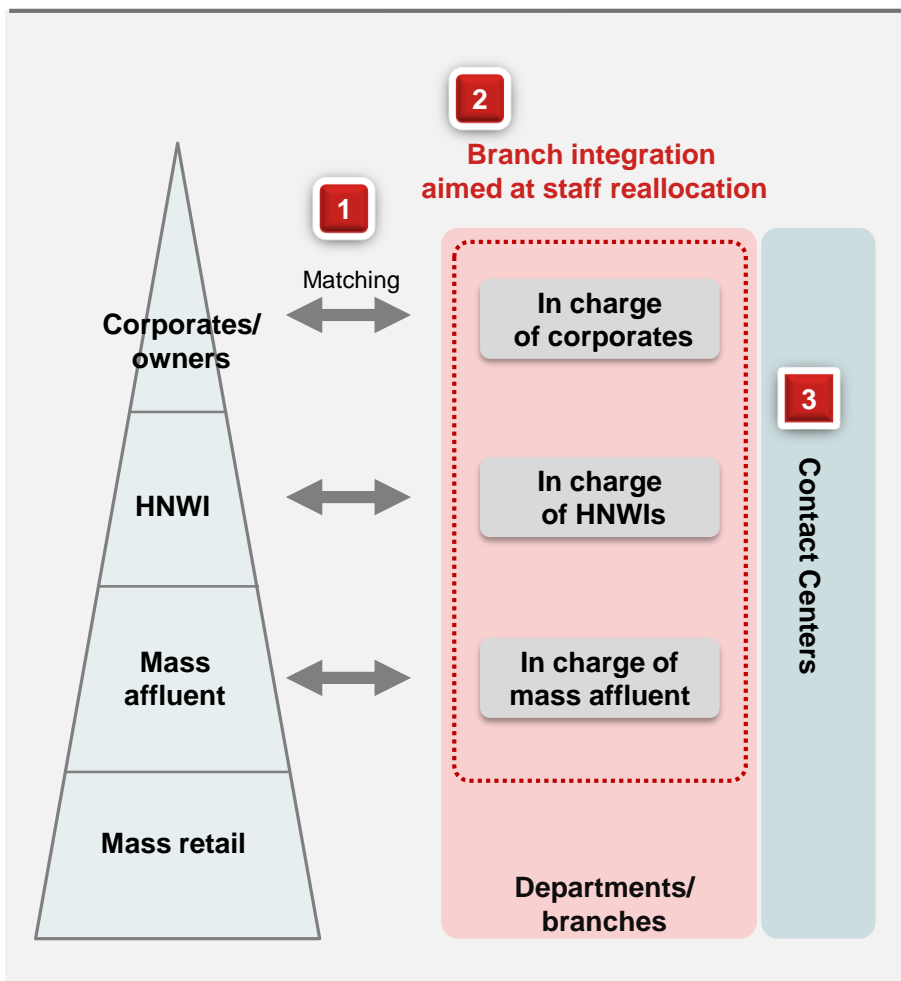 2
Branch integration
aimed at staff reallocation
1
Matching
Corporates/
owners
In charge
of corporates
3
Contact Centers
HNWI
In charge
of HNWIs
Mass
affluent
In charge of
mass affluent
Mass retail
Departments/
branches